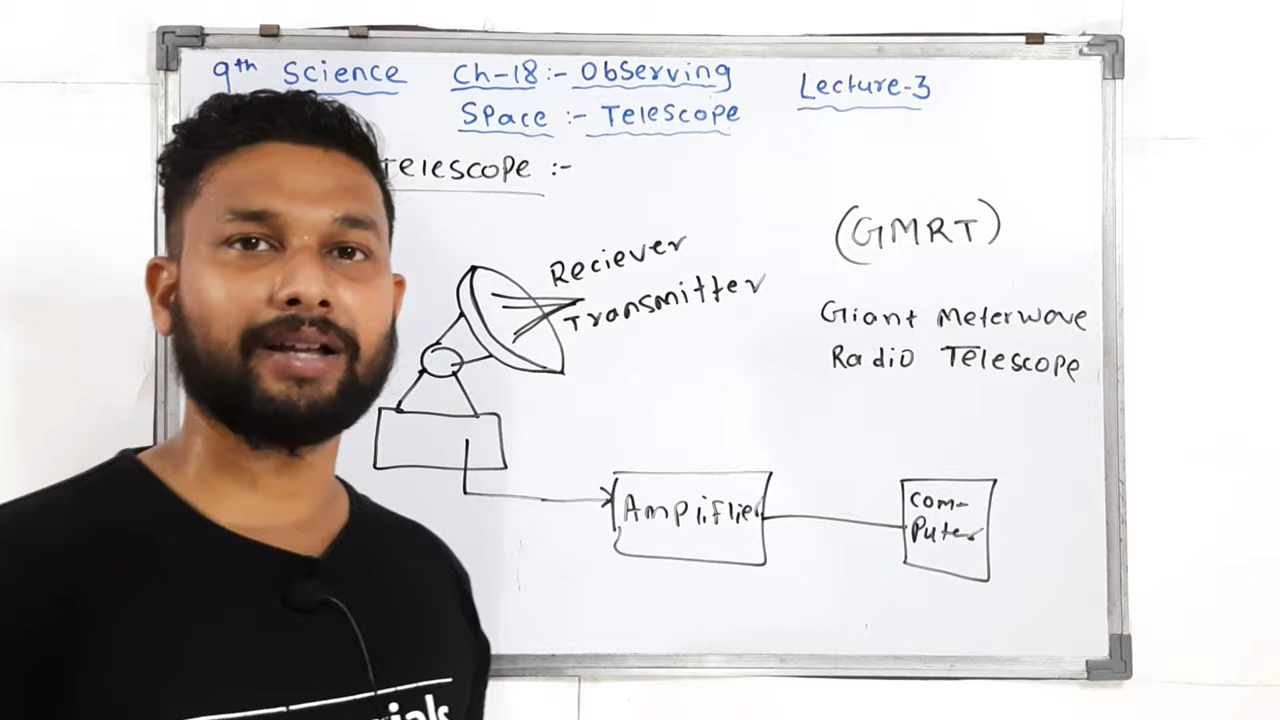 9th Science Ch-18:- Observing Lecture-3
Space :- Telescope
Telescope :-
(GMRT)
Reciever
Transmitter
Giant Meterwave
Radio Telescope
Amplifier
Com-
puter